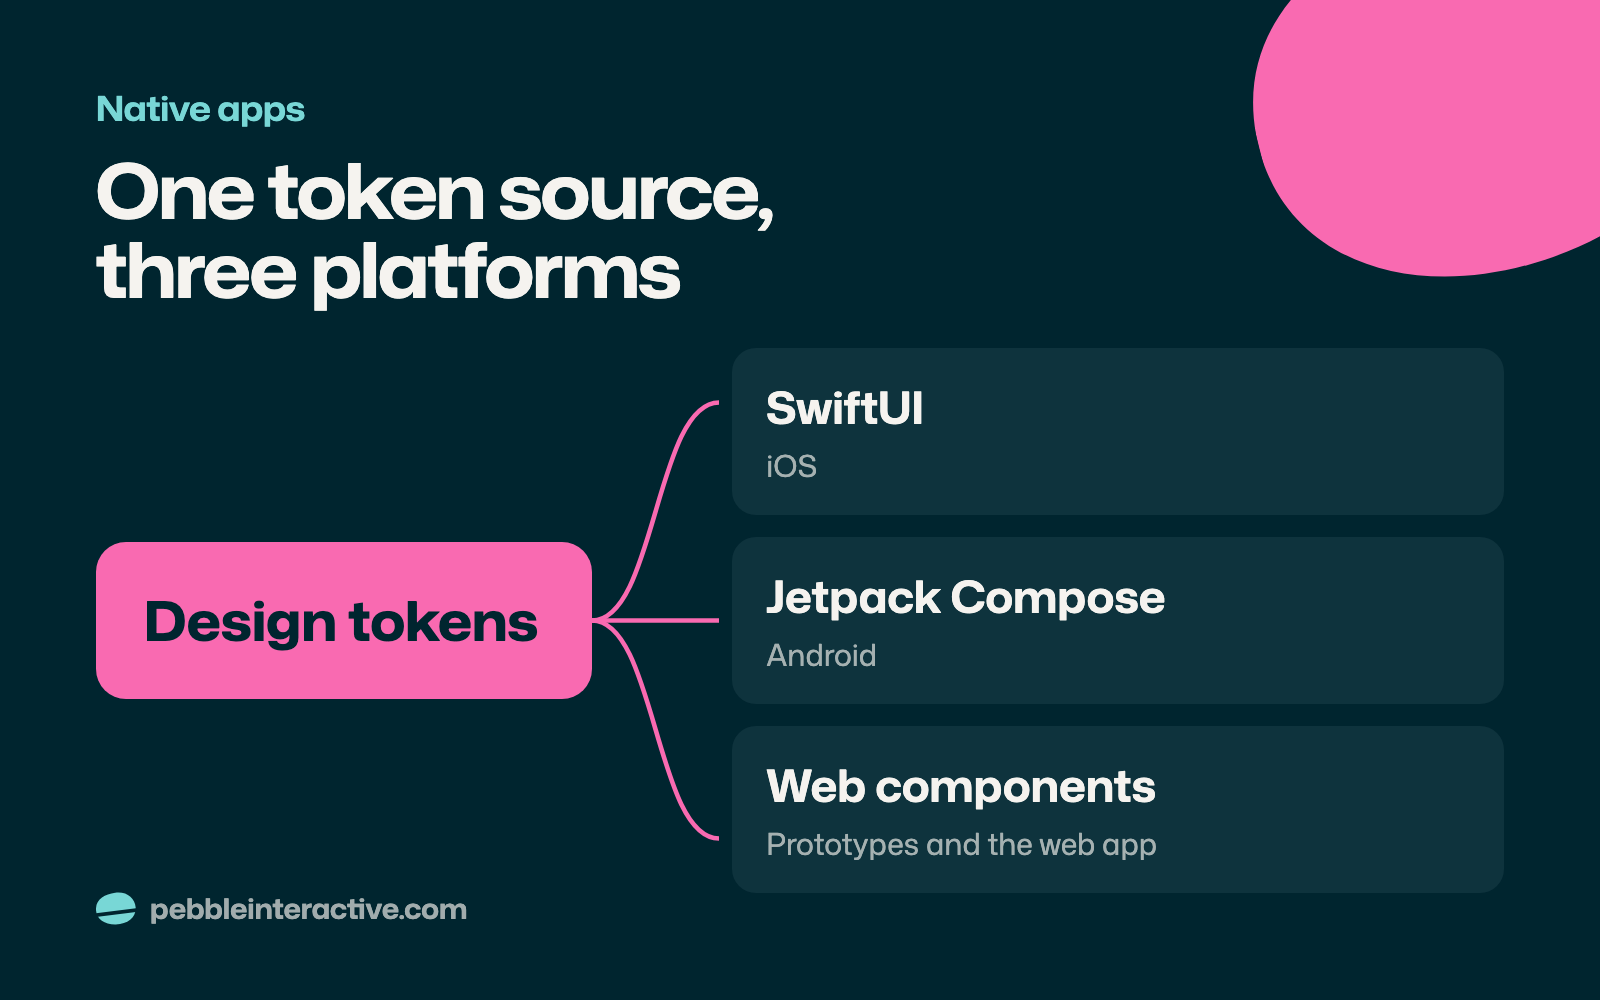 Native apps
One token source,
three platforms
SwiftUI
iOS
Design tokens
Jetpack Compose
Android
Web components
Prototypes and the web app
pebbleinteractive.com